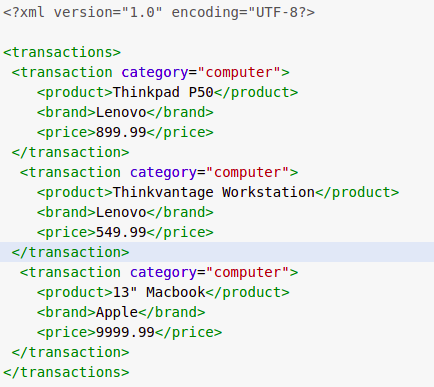 <?xml version="1.0" encoding="UTF-8?>
<transactions>
<transaction category="computer">
<product>Thinkpad P50</product>
<brand>Lenovo</brand>
<price>899.99</price>
</transaction>
<transaction category="computer">
<product>Thinkvantage Workstation</product>
<brand>Lenovo</brand>
<price>549.99</price>
</transaction>
<transaction category="computer">
<product>13" Macbook</product>
<brand>Apple</brand>
<price>9999.99</price>
</transaction>
</transactions>